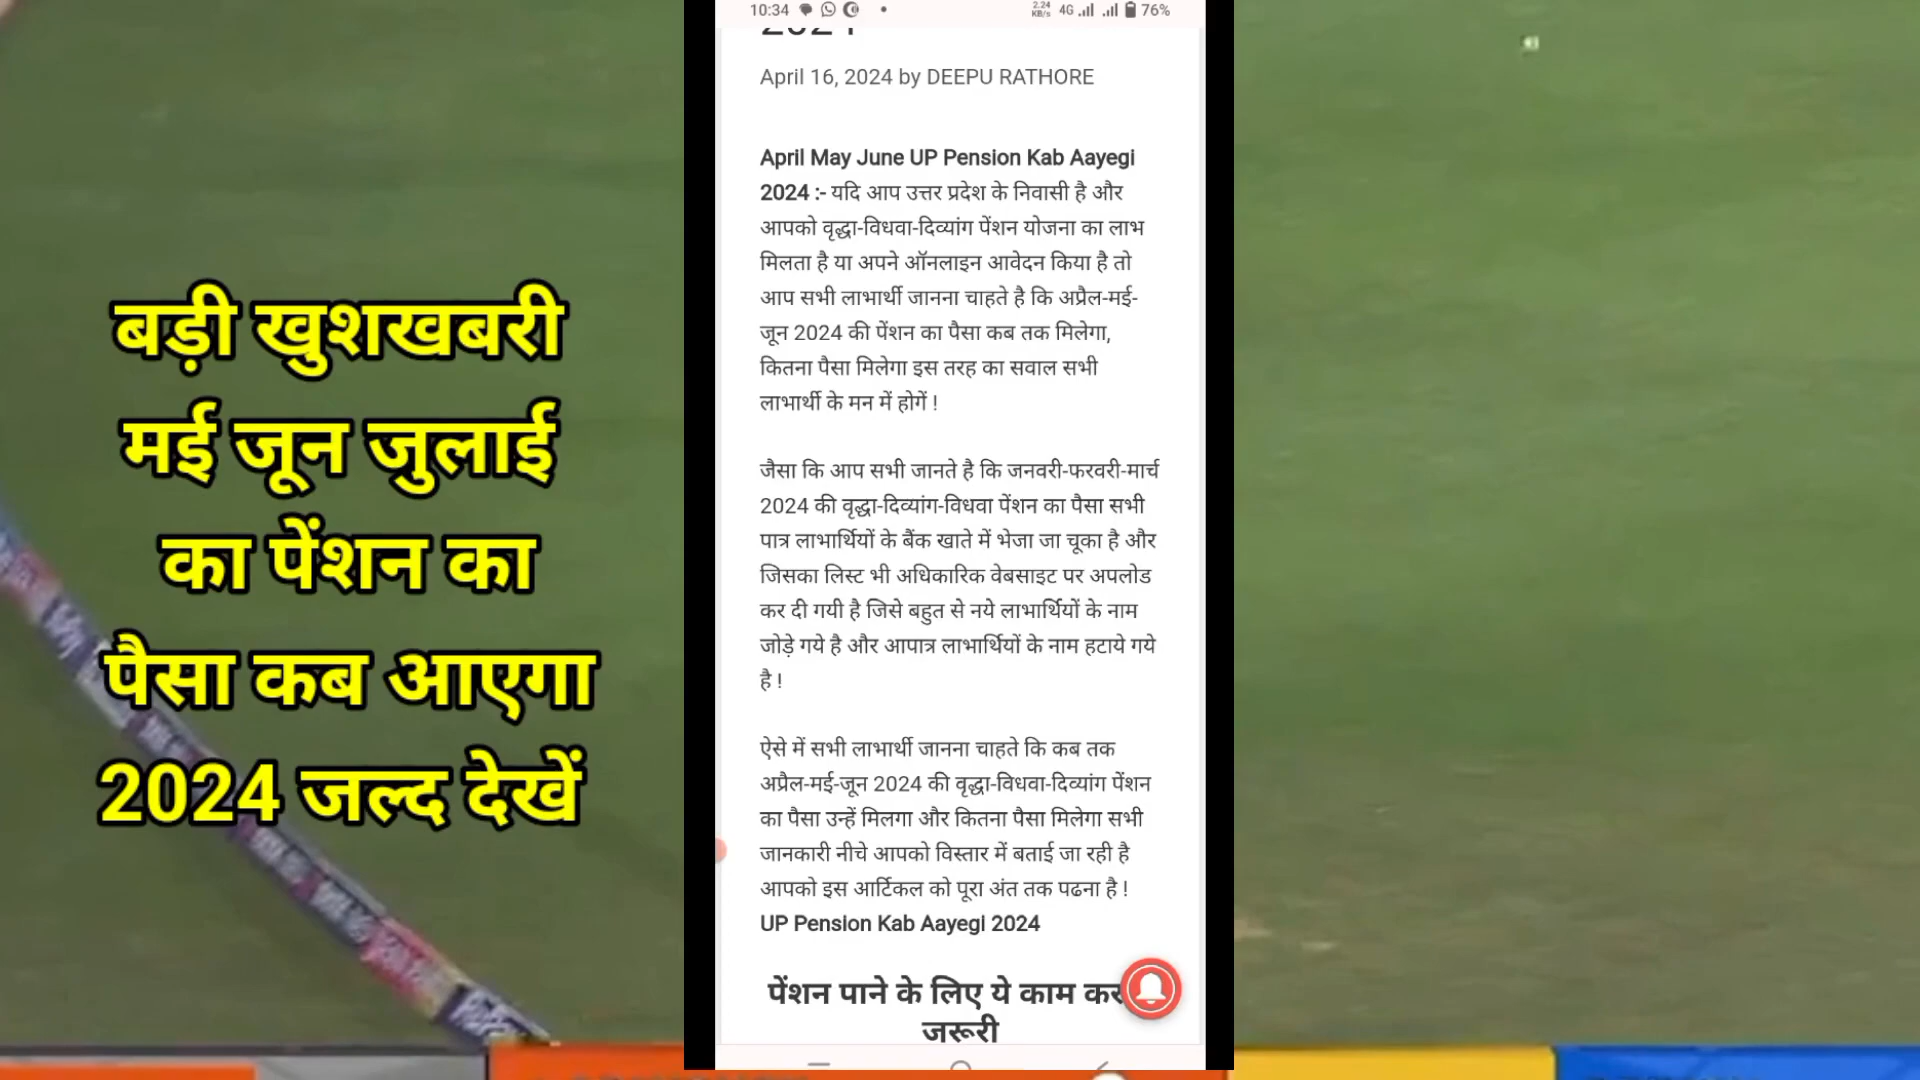 बड़ी खुशखबरी
मई जून जुलाई
का पेंशन का
पैसा कब आएगा
2024 जल्द देखें
10:34
2.24 KB/s 4G 76%
2024
April 16, 2024 by DEEPU RATHORE
April May June UP Pension Kab Aayegi
2024 :- यदि आप उत्तर प्रदेश के निवासी है और
आपको वृद्धा-विधवा-दिव्यांग पेंशन योजना का लाभ
मिलता है या अपने ऑनलाइन आवेदन किया है तो
आप सभी लाभार्थी जानना चाहते है कि अप्रैल-मई-
जून 2024 की पेंशन का पैसा कब तक मिलेगा,
कितना पैसा मिलेगा इस तरह का सवाल सभी
लाभार्थी के मन में होगें !
जैसा कि आप सभी जानते है कि जनवरी-फरवरी-मार्च
2024 की वृद्धा-दिव्यांग-विधवा पेंशन का पैसा सभी
पात्र लाभार्थियों के बैंक खाते में भेजा जा चूका है और
जिसका लिस्ट भी अधिकारिक वेबसाइट पर अपलोड
कर दी गयी है जिसे बहुत से नये लाभार्थियों के नाम
जोड़े गये है और आपात्र लाभार्थियों के नाम हटाये गये
है !
ऐसे में सभी लाभार्थी जानना चाहते कि कब तक
अप्रैल-मई-जून 2024 की वृद्धा-विधवा-दिव्यांग पेंशन
का पैसा उन्हें मिलगा और कितना पैसा मिलेगा सभी
जानकारी नीचे आपको विस्तार में बताई जा रही है
आपको इस आर्टिकल को पूरा अंत तक पढना है !
UP Pension Kab Aayegi 2024
पेंशन पाने के लिए ये काम कर
जरूरी